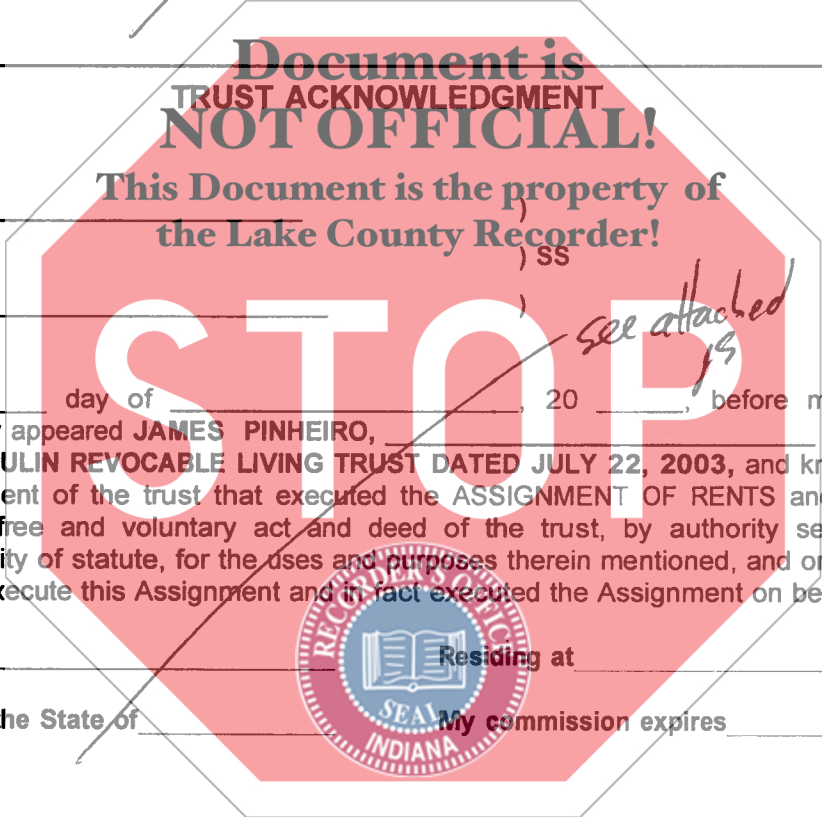 Document is
TRUST ACKNOWLEDGMENT
NOT OFFICIAL!
This Document is the property of
)
the Lake County Recorder!
) SS
)
STOP
see attached
day of , 20 , before m
appeared JAMES PINHEIRO,
ULIN REVOCABLE LIVING TRUST DATED JULY 22, 2003, and kn
ent of the trust that executed the ASSIGNMENT OF RENTS and
free and voluntary act and deed of the trust, by authority se
ity of statute, for the uses and purposes therein mentioned, and on
ecute this Assignment and in fact executed the Assignment on be
RECORDER'S OFFICE
Residing at
SEAL
he State of My commission expires
INDIANA